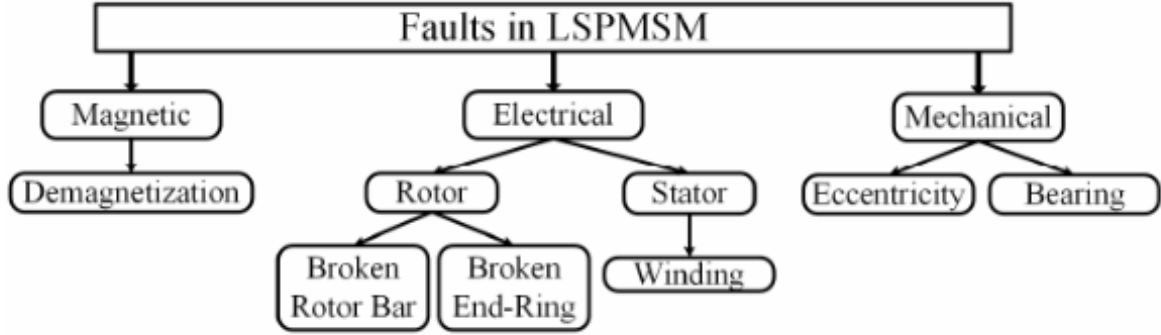 Faults in LSPMSM
Magnetic
Electrical
Mechanical
Demagnetization
Rotor
Stator
Eccentricity
Bearing
Broken
Rotor Bar
Broken
End-Ring
Winding